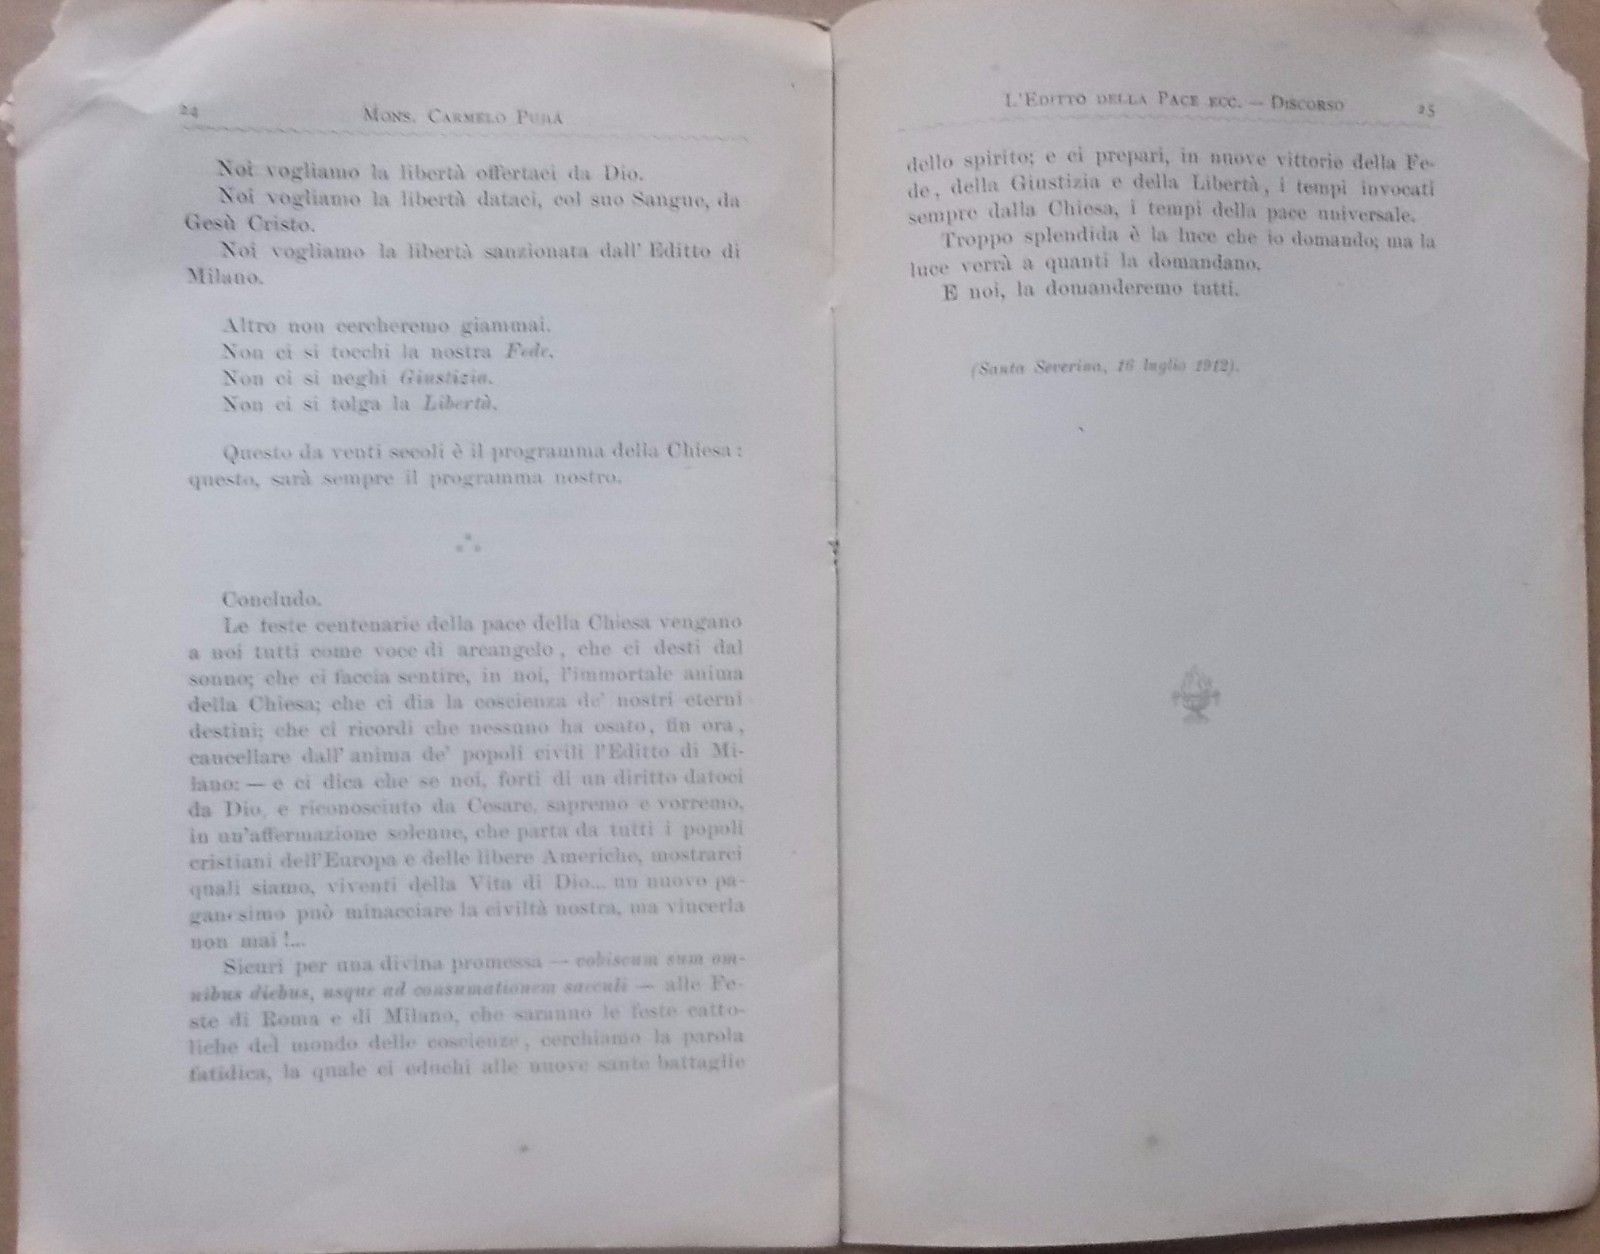 24
MONS. CARMELO PUJIA
Noi vogliamo la libertà offertaci da Dio.
Noi vogliamo la libertà dataci, col suo Sangue, da
Gesù Cristo.
Noi vogliamo la libertà sanzionata dall' Editto di
Milano.
Altro non cercheremo giammai.
Non ci si tocchi la nostra Fede.
Non ci si neghi Giustizia.
Non ci si tolga la Libertà.
Questo da venti secoli è il programma della Chiesa :
questo, sarà sempre il programma nostro.
Concludo.
Le feste centenarie della pace della Chiesa vengano
a noi tutti come voce di arcangelo, che ci desti dal
sonno; che ci faccia sentire, in noi, l'immortale anima
della Chiesa; che ci dia la coscienza de' nostri eterni
destini; che ci ricordi che nessuno ha osato, fin ora,
cancellare dall' anima de' popoli civili l'Editto di Mi-
lano: — e ci dica che se noi, forti di un diritto datoci
da Dio, e riconosciuto da Cesare, sapremo e vorremo,
in un'affermazione solenne, che parta da tutti i popoli
cristiani dell'Europa e delle libere Americhe, mostrarci
quali siamo, viventi della Vita di Dio... un nuovo pa-
ganesimo può minacciare la civiltà nostra, ma vincerla
non mai !...
Sicuri per una divina promessa — vobiscum sum om-
nibus diebus, usque ad consumationem saeculi — alle Fe-
ste di Roma e di Milano, che saranno le feste catto-
liche del mondo delle coscienze, cerchiamo la parola
fatidica, la quale ci educhi alle nuove sante battaglie
L'EDITTO DELLA PACE ECC. — DISCORSO
25
dello spirito; e ci prepari, in nuove vittorie della Fe-
de, della Giustizia e della Libertà, i tempi invocati
sempre dalla Chiesa, i tempi della pace universale.
Troppo splendida è la luce che io domando; ma la
luce verrà a quanti la domandano.
E noi, la domanderemo tutti.
(Santa Severina, 16 luglio 1912).